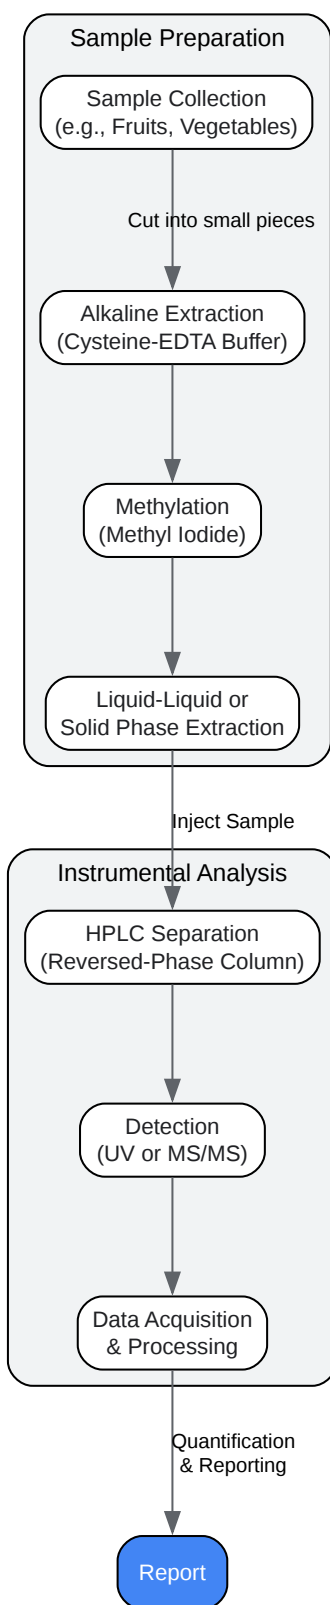 Sample Preparation
Sample Collection
(e.g., Fruits, Vegetables)
Cut into small pieces
Alkaline Extraction
(Cysteine-EDTA Buffer)
Methylation
(Methyl Iodide)
Liquid-Liquid or
Solid Phase Extraction
Inject Sample
Instrumental Analysis
HPLC Separation
(Reversed-Phase Column)
Detection
(UV or MS/MS)
Data Acquisition
& Processing
Quantification
& Reporting
Report